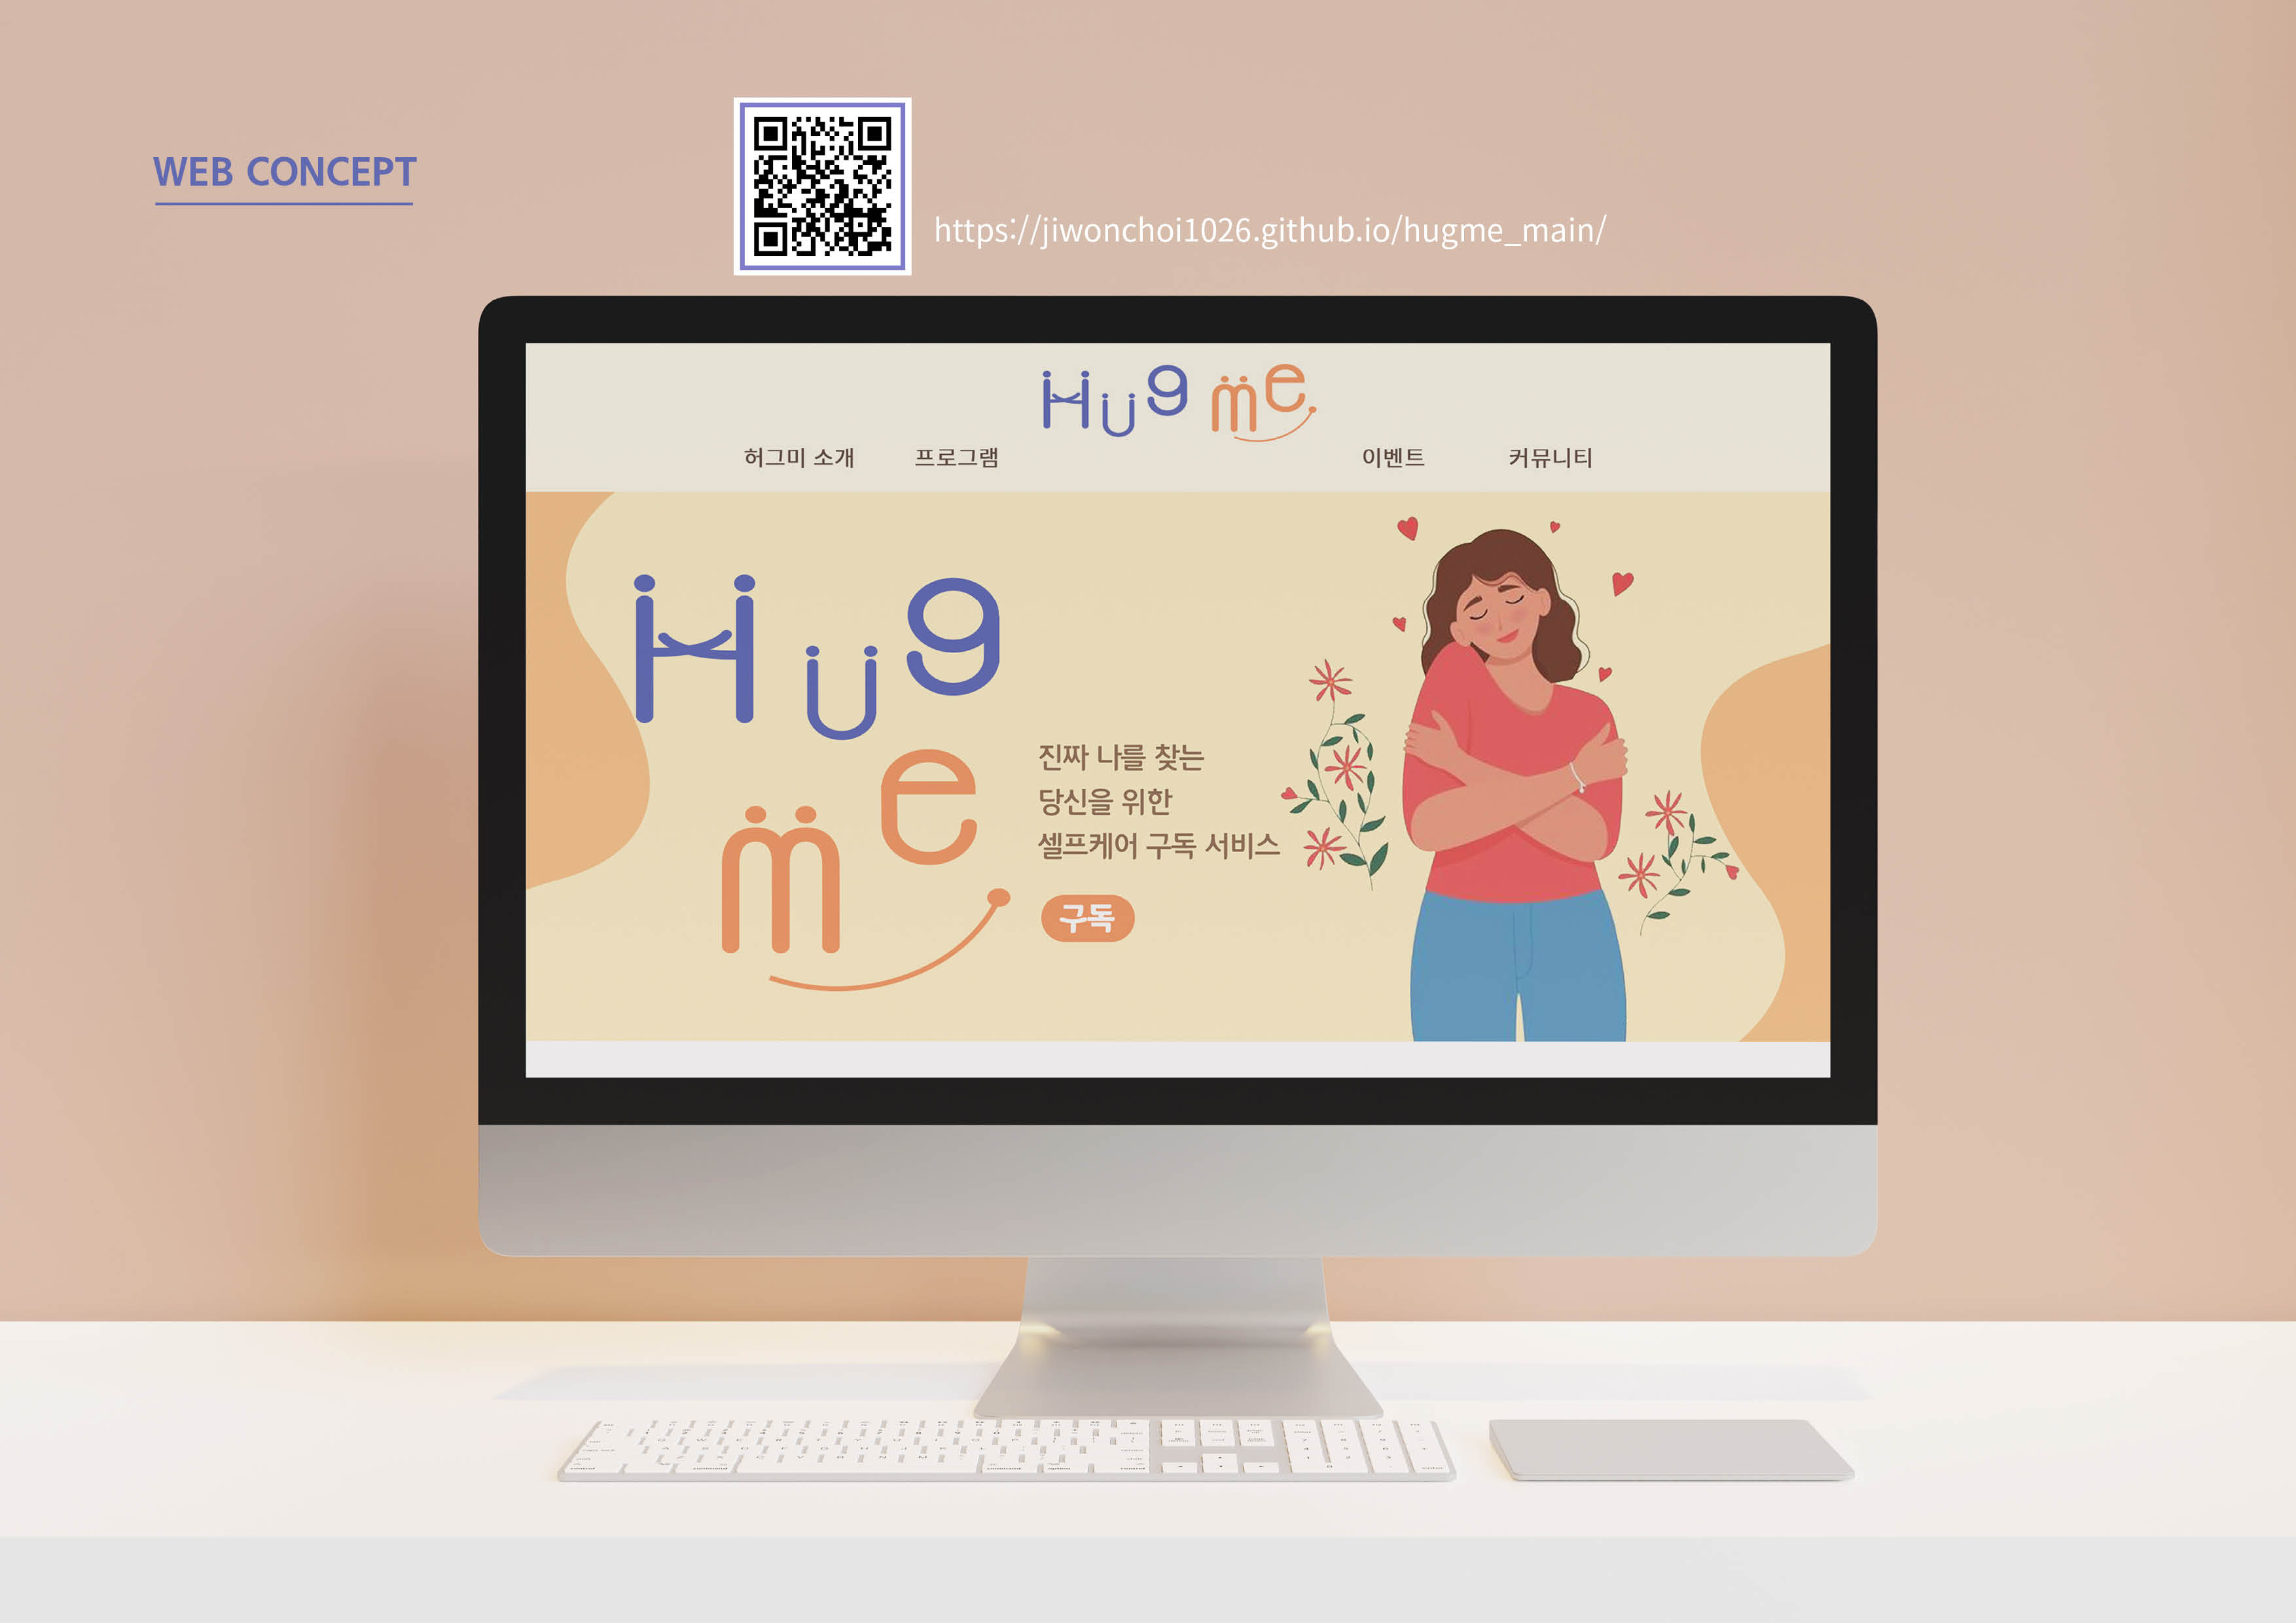 WEB CONCEPT
https://jiwonchoi1026.github.io/hugme_main/
Hug me
허그미 소개
프로그램
이벤트
커뮤니티
Hug
me
진짜 나를 찾는
당신을 위한
셀프케어 구독 서비스
구독